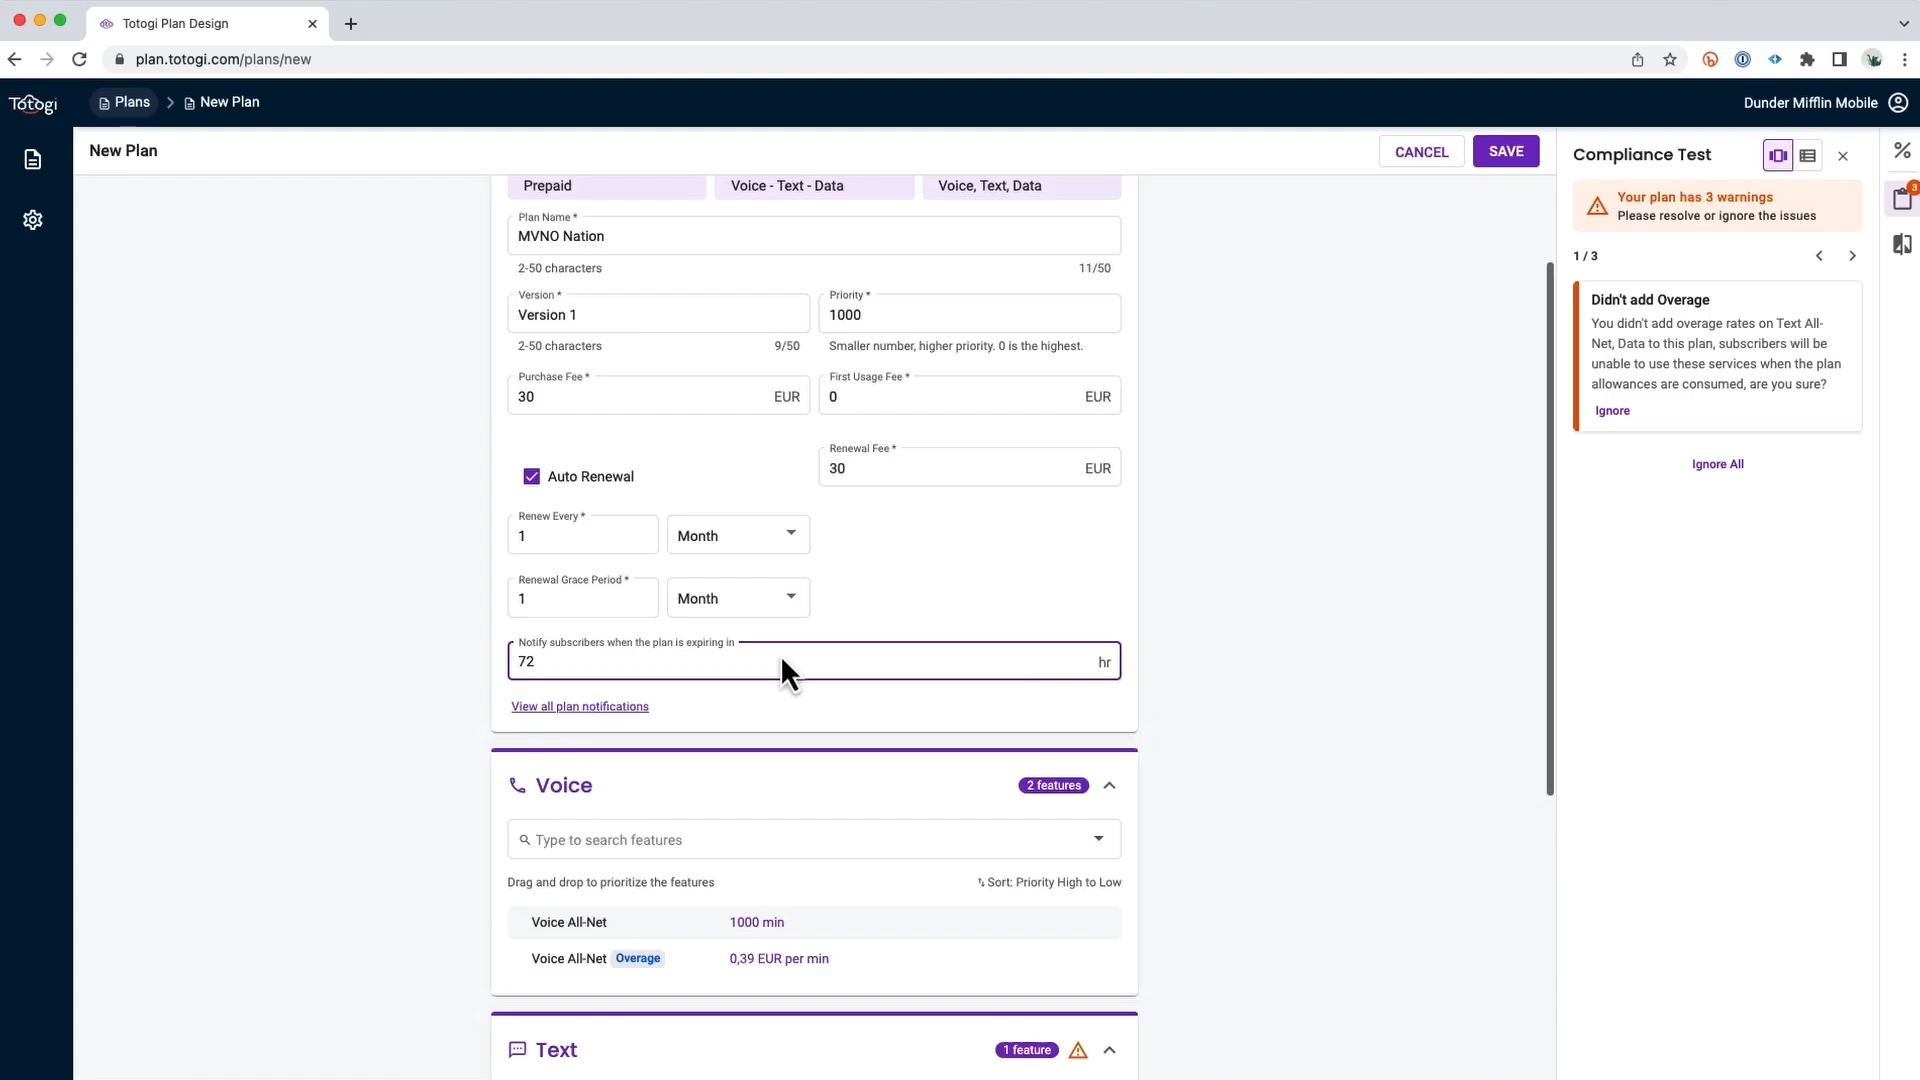 Totogi Plan Design
plan.totogi.com/plans/new
Totogi
Plans
New Plan
Dunder Mifflin Mobile
New Plan
CANCEL
SAVE
Prepaid
Voice - Text - Data
Voice, Text, Data
Plan Name *
MVNO Nation
2-50 characters
11/50
Version *
Version 1
2-50 characters
9/50
Priority *
1000
Smaller number, higher priority. 0 is the highest.
Purchase Fee *
30 EUR
First Usage Fee *
0 EUR
Auto Renewal
Renewal Fee *
30 EUR
Renew Every *
1
Month
Renewal Grace Period *
1
Month
Notify subscribers when the plan is expiring in
72 hr
View all plan notifications
Voice
2 features
Type to search features
Drag and drop to prioritize the features
Sort: Priority High to Low
Voice All-Net 1000 min
Voice All-Net Overage 0,39 EUR per min
Text
1 feature
Compliance Test
Your plan has 3 warnings
Please resolve or ignore the issues
1 / 3
Didn't add Overage
You didn't add overage rates on Text All-
Net, Data to this plan, subscribers will be
unable to use these services when the plan
allowances are consumed, are you sure?
Ignore
Ignore All
3